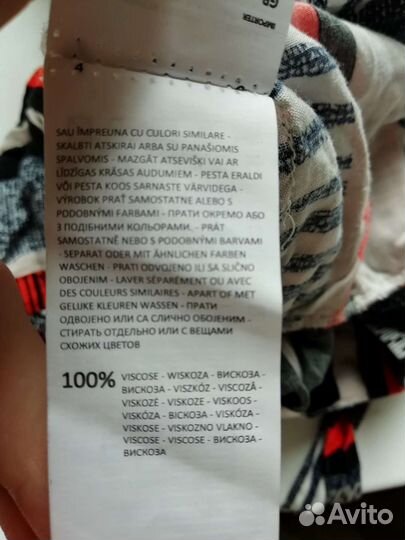 GB
IMPORTER
4
SAU ÎMPREUNA CU CULORI SIMILARE -
SKALBTI ATSKIRAI ARBA SU PANAŠIOMIS
SPALVOMIS - MAZGĀT ATSEVIŠĶI VAI AR
LĪDZĪGAS KRĀSAS AUDUMIEM - PESTA ERALDI
VÕI PESTA KOOS SARNASTE VÄRVIDEGA -
VÝROBOK PRAŤ SAMOSTATNE ALEBO S
PODOBNÝMI FARBAMI - ПРАТИ ОКРЕМО АБО
З ПОДІБНИМИ КОЛЬОРАМИ. - PRÁT
SAMOSTATNĚ NEBO S PODOBNÝMI BARVAMI
- SEPARAT ODER MIT ÄHNLICHEN FARBEN
WASCHEN - PRATI ODVOJENO ILI SA SLIČNO
OBOJENIM - LAVER SÉPARÉMENT OU AVEC
DES COULEURS SIMILAIRES - APART OF MET
GELIJKE KLEUREN WASSEN - ПРАТИ
ОДВОЈЕНО ИЛИ СА СЛИЧНО ОБОЈЕНИМ -
СТИРАТЬ ОТДЕЛЬНО ИЛИ С ВЕЩАМИ
СХОЖИХ ЦВЕТОВ
100% VISCOSE - WISKOZA - ВИСКОЗА -
ВИСКОЗА - VISZKÓZ - VISCOZĂ -
VISKOZĖ - VISKOZE - VISKOOS -
VISKÓZA - ВІСКОЗА - VISKÓZA -
VISKOSE - VISKOZNO VLAKNO -
VISCOSE - VISCOSE - ВИСКОЗА -
ВИСКОЗА
Avito